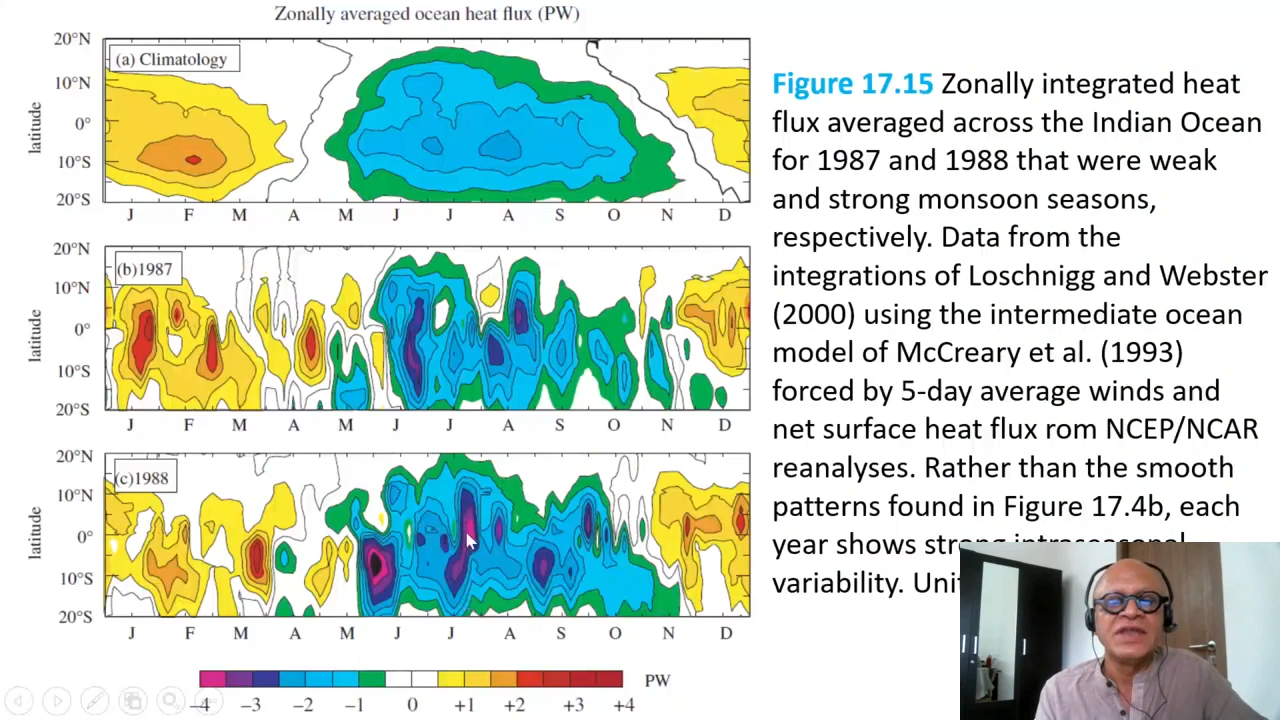 Zonally averaged ocean heat flux (PW)
20°N
(a) Climatology
10°N
latitude
0°
10°S
20°S
J F M A M J J A S O N D
20°N
(b)1987
10°N
latitude
0°
10°S
20°S
J F M A M J J A S O N D
20°N
(c)1988
10°N
latitude
0°
10°S
20°S
J F M A M J J A S O N D
PW
-4 -3 -2 -1 0 +1 +2 +3 +4
Figure 17.15 Zonally integrated heat
flux averaged across the Indian Ocean
for 1987 and 1988 that were weak
and strong monsoon seasons,
respectively. Data from the
integrations of Loschnigg and Webster
(2000) using the intermediate ocean
model of McCreary et al. (1993)
forced by 5-day average winds and
net surface heat flux rom NCEP/NCAR
reanalyses. Rather than the smooth
patterns found in Figure 17.4b, each
year shows strong intraseasonal
variability.